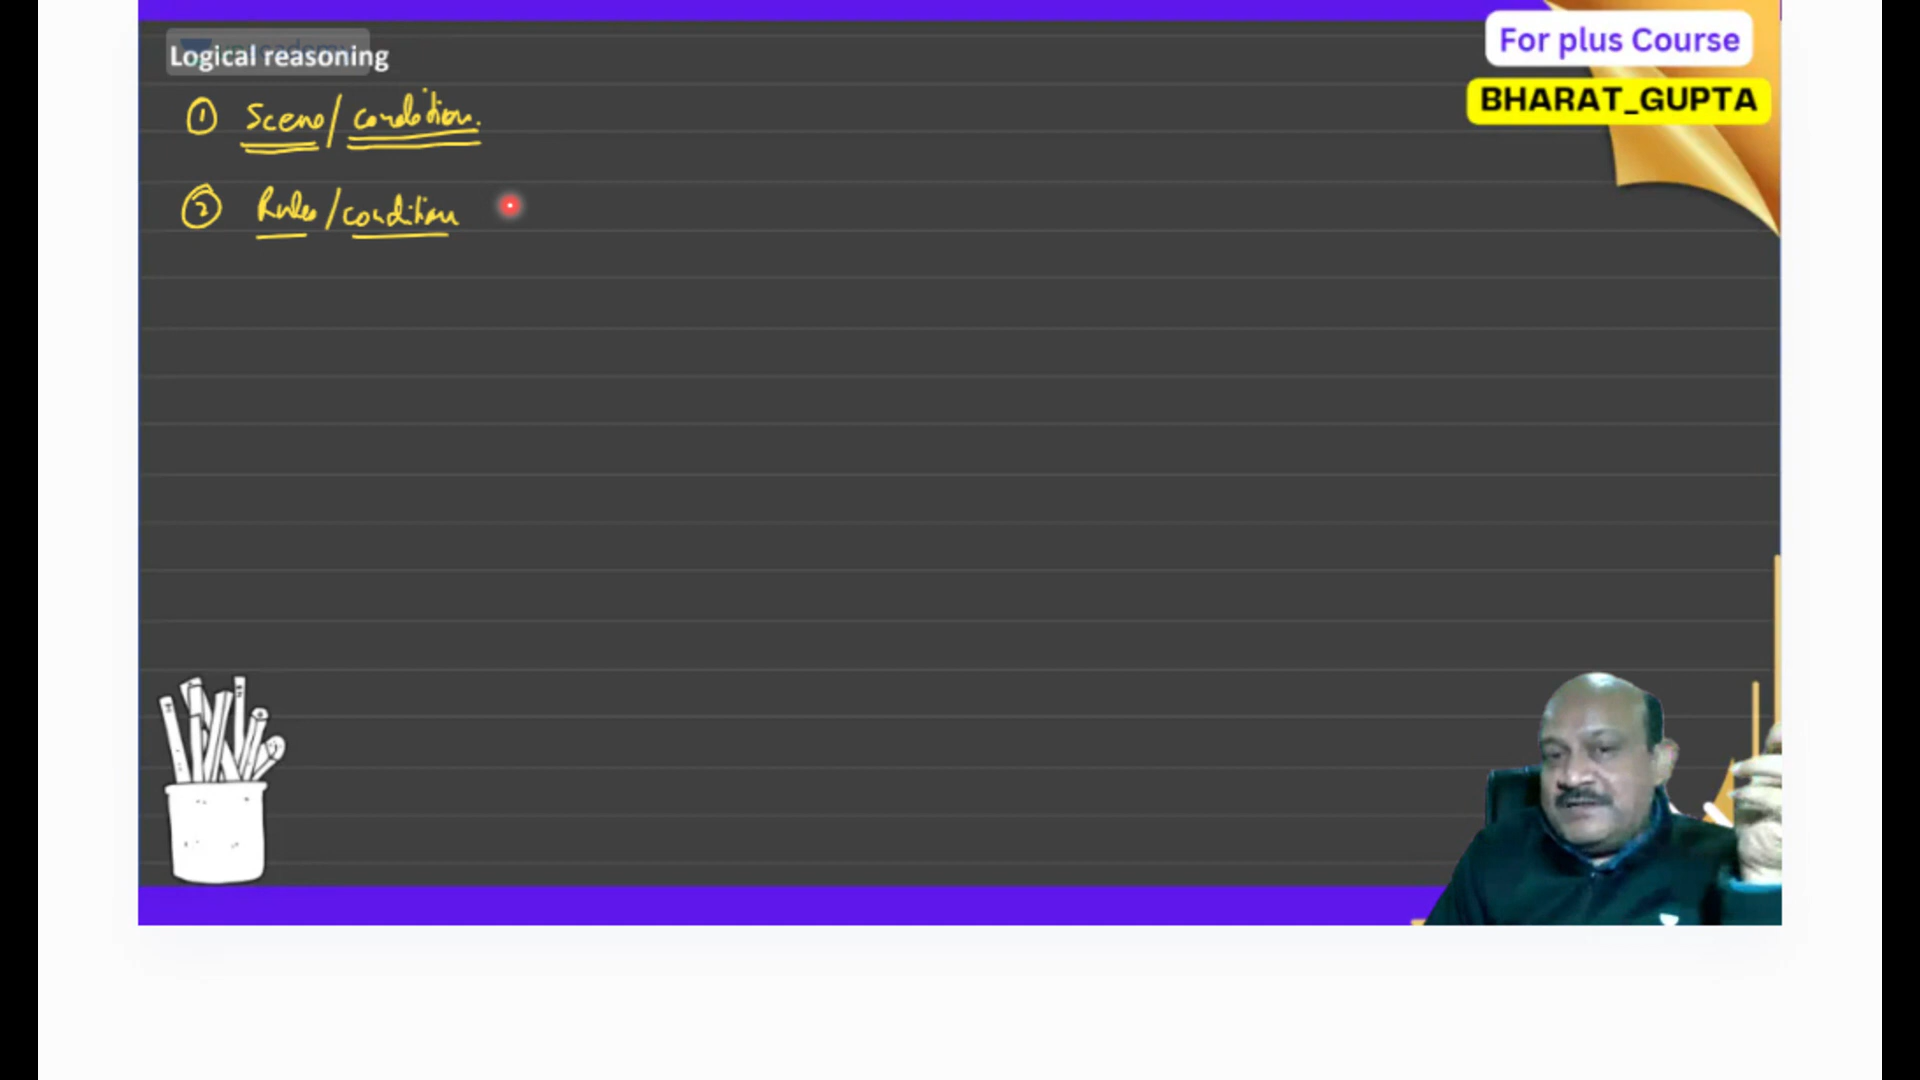 Logical reasoning
For plus Course
BHARAT_GUPTA
① Sceno/condition.
② Rules/condition